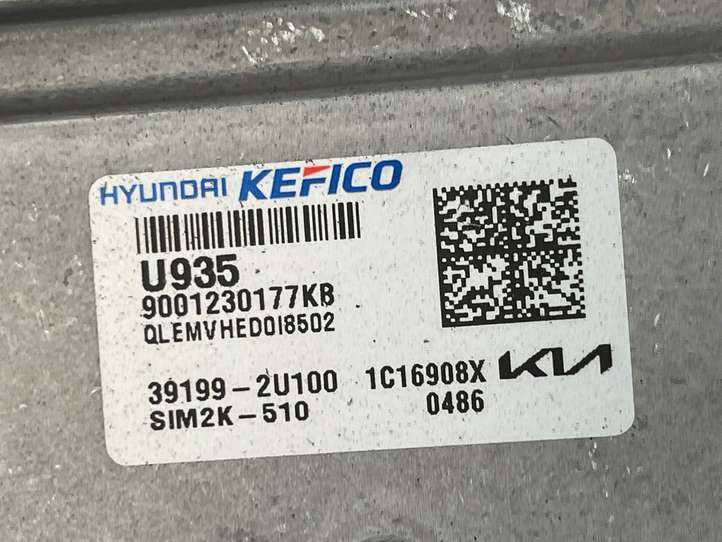 HYUNDAI KEFICO
U935
9001230177KB
QLEMVHED0I8502
39199-2U100 1C16908X KIA
SIM2K-510 0486